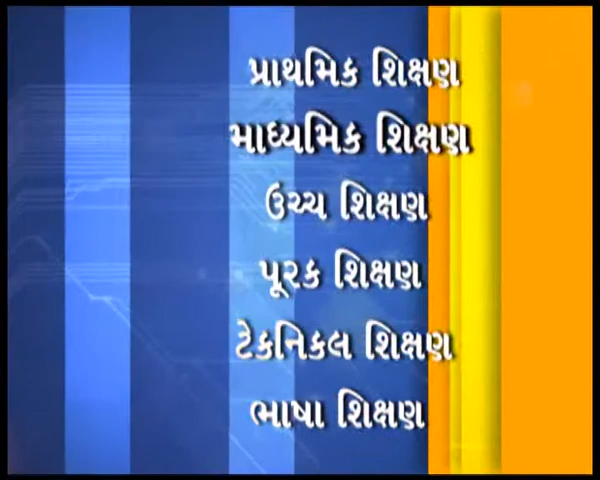 પ્રાથમિક શિક્ષણ
માધ્યમિક શિક્ષણ
ઉચ્ચ શિક્ષણ
પૂરક શિક્ષણ
ટેકનિકલ શિક્ષણ
ભાષા શિક્ષણ